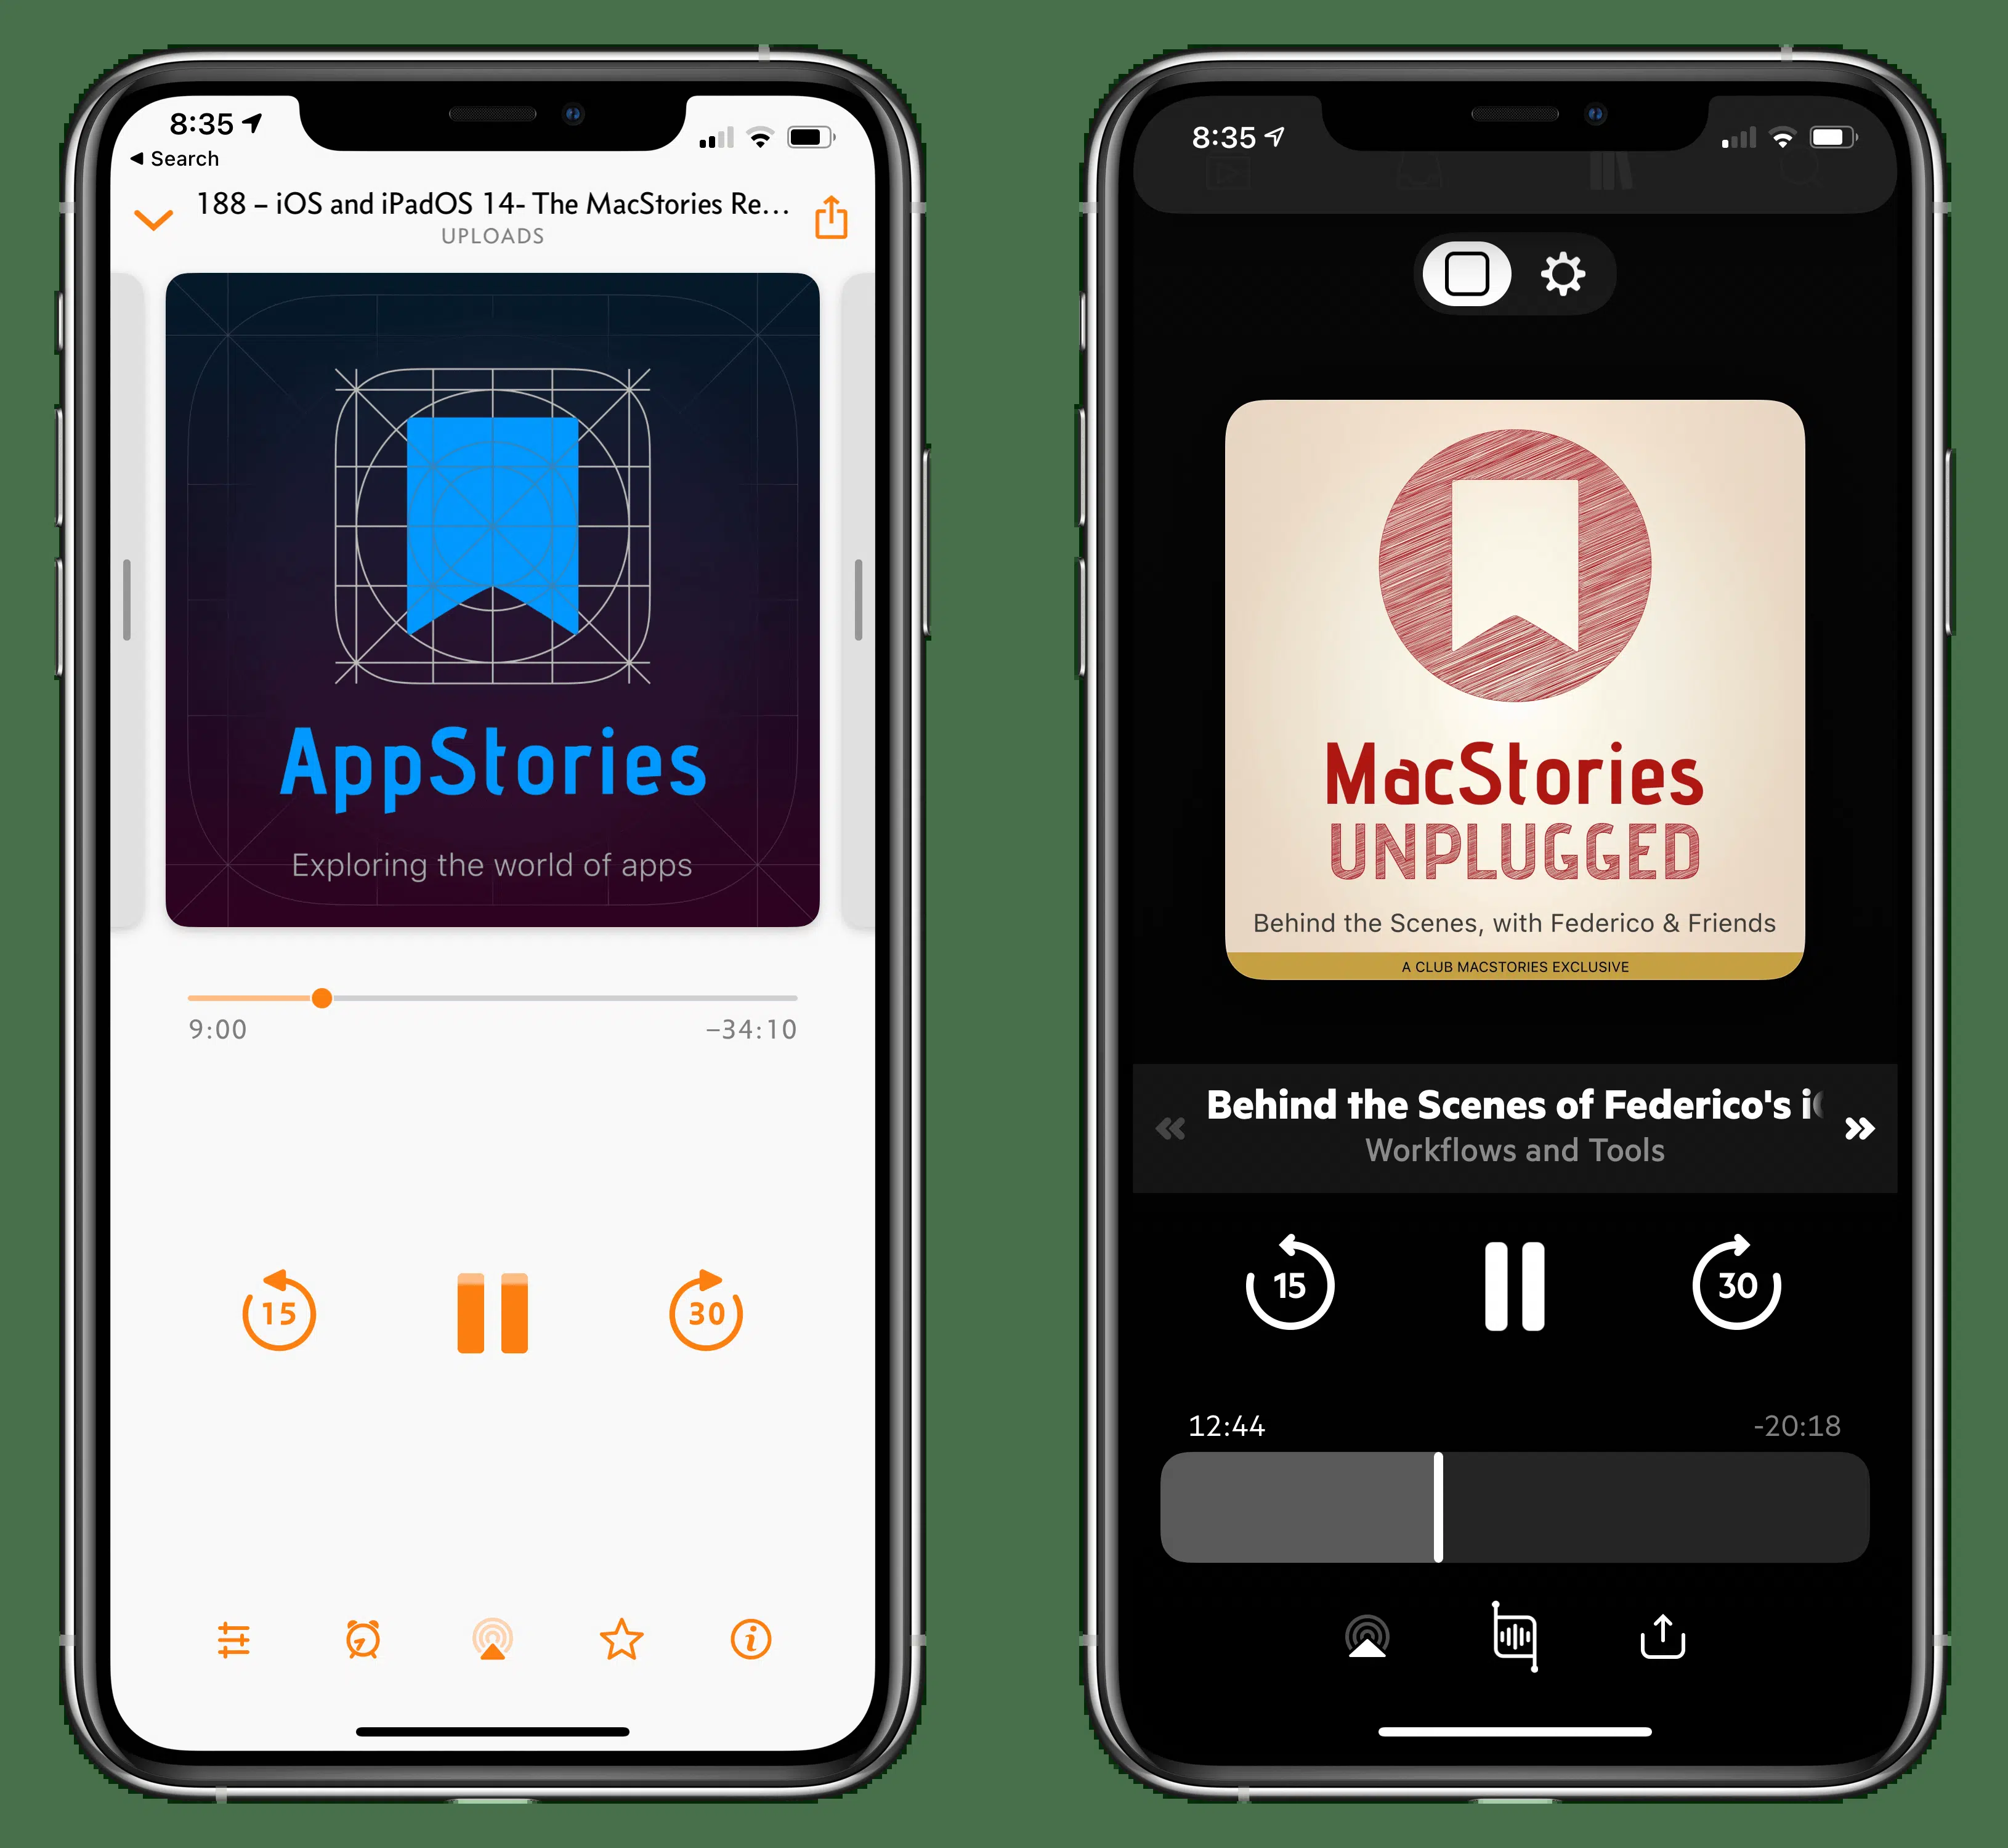 8:35
Search
188 – iOS and iPadOS 14- The MacStories Re…
UPLOADS
AppStories
Exploring the world of apps
9:00
–34:10
15
30
8:35
MacStories
UNPLUGGED
Behind the Scenes, with Federico & Friends
A CLUB MACSTORIES EXCLUSIVE
Behind the Scenes of Federico's i
Workflows and Tools
15
30
12:44
-20:18